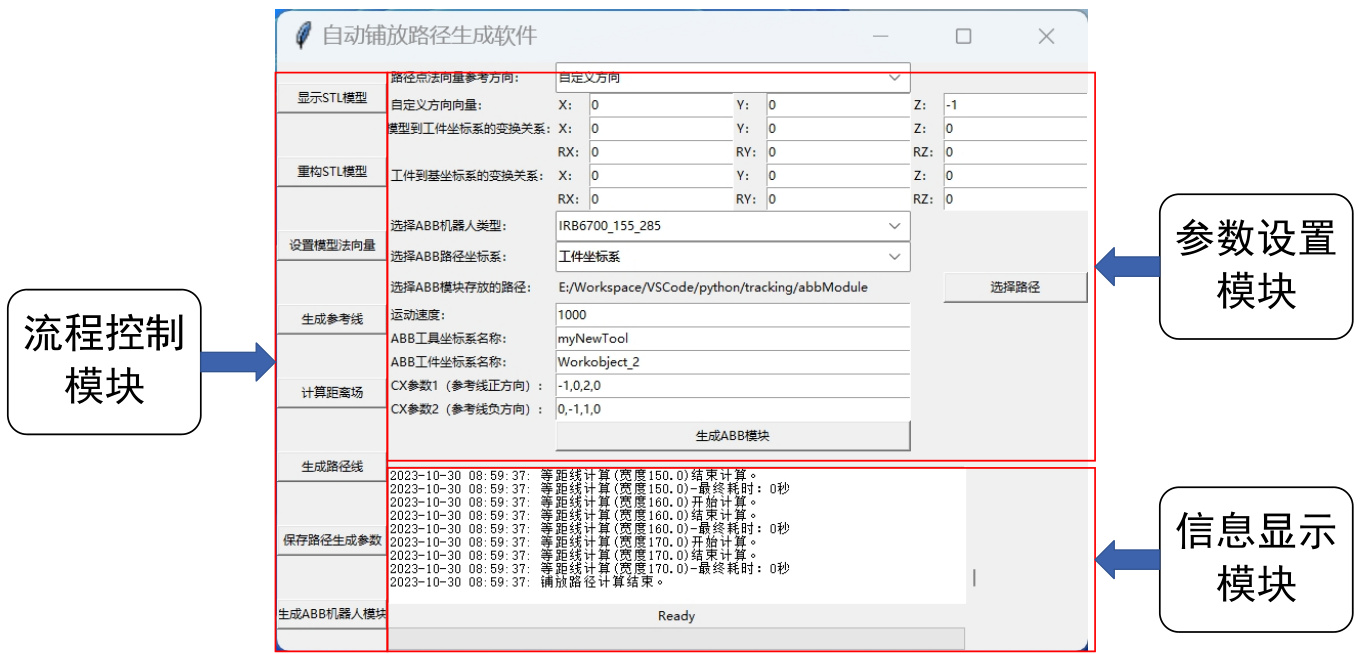 自动铺放路径生成软件
流程控制
模块
显示STL模型
重构STL模型
设置模型法向量
生成参考线
计算距离场
生成路径线
保存路径生成参数
生成ABB机器人模块
路径点法向量参考方向: 自定义方向
自定义方向向量: X: 0 Y: 0 Z: -1
模型到工件坐标系的变换关系: X: 0 Y: 0 Z: 0
RX: 0 RY: 0 RZ: 0
工件到基坐标系的变换关系: X: 0 Y: 0 Z: 0
RX: 0 RY: 0 RZ: 0
选择ABB机器人类型: IRB6700_155_285
选择ABB路径坐标系: 工件坐标系
选择ABB模块存放的路径: E:/Workspace/VSCode/python/tracking/abbModule 选择路径
运动速度: 1000
ABB工具坐标系名称: myNewTool
ABB工件坐标系名称: Workobject_2
CX参数1（参考线正方向）: -1,0,2,0
CX参数2（参考线负方向）: 0,-1,1,0
生成ABB模块
2023-10-30 08:59:37: 等距线计算(宽度150.0)结束计算。
2023-10-30 08:59:37: 等距线计算(宽度150.0)-最终耗时: 0秒
2023-10-30 08:59:37: 等距线计算(宽度160.0)开始计算。
2023-10-30 08:59:37: 等距线计算(宽度160.0)结束计算。
2023-10-30 08:59:37: 等距线计算(宽度160.0)-最终耗时: 0秒
2023-10-30 08:59:37: 等距线计算(宽度170.0)开始计算。
2023-10-30 08:59:37: 等距线计算(宽度170.0)结束计算。
2023-10-30 08:59:37: 等距线计算(宽度170.0)-最终耗时: 0秒
2023-10-30 08:59:37: 铺放路径计算结束。
Ready
参数设置
模块
信息显示
模块